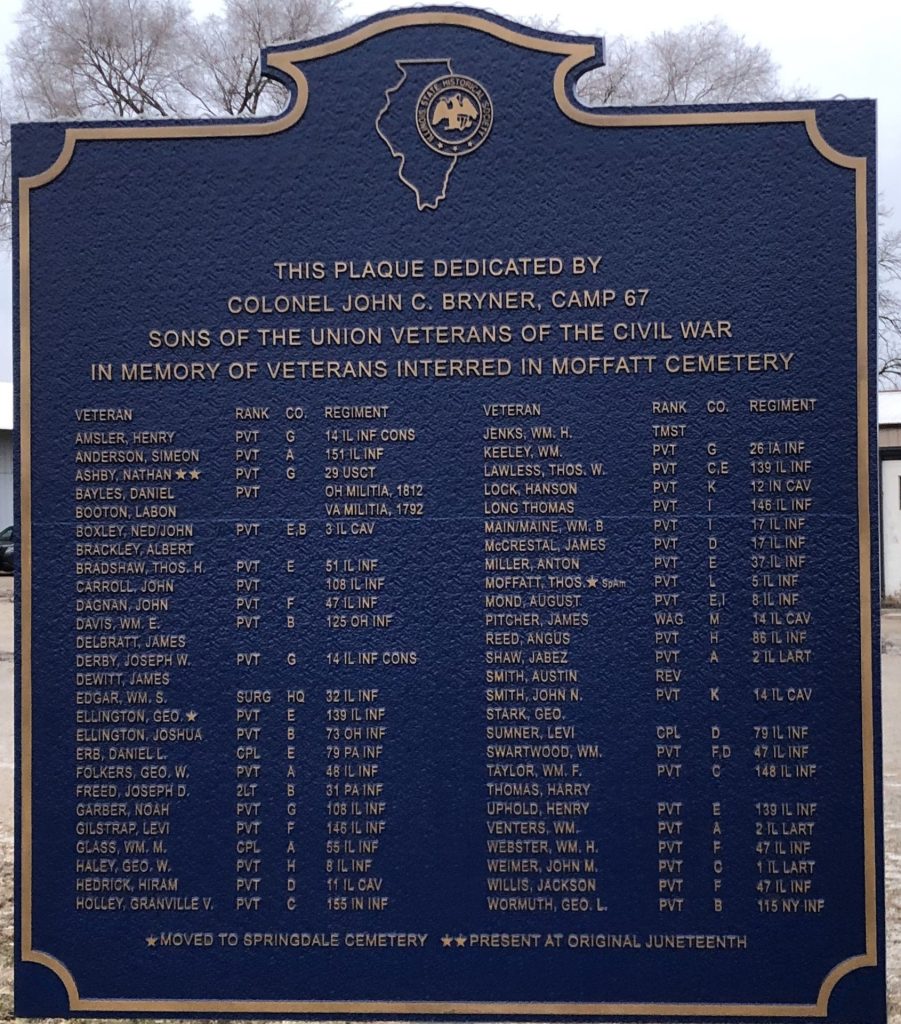 ILLINOIS STATE HISTORICAL SOCIETY
THIS PLAQUE DEDICATED BY
COLONEL JOHN C. BRYNER, CAMP 67
SONS OF THE UNION VETERANS OF THE CIVIL WAR
IN MEMORY OF VETERANS INTERRED IN MOFFATT CEMETERY
VETERAN RANK CO. REGIMENT
AMSLER, HENRY PVT G 14 IL INF CONS
ANDERSON, SIMEON PVT A 151 IL INF
ASHBY, NATHAN ★★ PVT G 29 USCT
BAYLES, DANIEL PVT OH MILITIA, 1812
BOOTON, LABON VA MILITIA, 1792
BOXLEY, NED/JOHN PVT E,B 3 IL CAV
BRACKLEY, ALBERT
BRADSHAW, THOS. H. PVT E 51 IL INF
CARROLL, JOHN PVT 108 IL INF
DAGNAN, JOHN PVT F 47 IL INF
DAVIS, WM. E. PVT B 125 OH INF
DELBRATT, JAMES
DERBY, JOSEPH W. PVT G 14 IL INF CONS
DEWITT, JAMES
EDGAR, WM. S. SURG HQ 32 IL INF
ELLINGTON, GEO. ★ PVT E 139 IL INF
ELLINGTON, JOSHUA PVT B 73 OH INF
ERB, DANIEL L. CPL E 79 PA INF
FOLKERS, GEO. W. PVT A 48 IL INF
FREED, JOSEPH D. 2LT B 31 PA INF
GARBER, NOAH PVT G 108 IL INF
GILSTRAP, LEVI PVT F 146 IL INF
GLASS, WM. M. CPL A 55 IL INF
HALEY, GEO. W. PVT H 8 IL INF
HEDRICK, HIRAM PVT D 11 IL CAV
HOLLEY, GRANVILLE V. PVT C 155 IN INF
VETERAN RANK CO. REGIMENT
JENKS, WM. H. TMST
KEELEY, WM. PVT G 26 IA INF
LAWLESS, THOS. W. PVT C,E 139 IL INF
LOCK, HANSON PVT K 12 IN CAV
LONG THOMAS PVT I 146 IL INF
MAIN/MAINE, WM. B PVT I 17 IL INF
McCRESTAL, JAMES PVT D 17 IL INF
MILLER, ANTON PVT E 37 IL INF
MOFFATT, THOS. ★ SpAm PVT L 5 IL INF
MOND, AUGUST PVT E,I 8 IL INF
PITCHER, JAMES WAG M 14 IL CAV
REED, ANGUS PVT H 86 IL INF
SHAW, JABEZ PVT A 2 IL LART
SMITH, AUSTIN REV
SMITH, JOHN N. PVT K 14 IL CAV
STARK, GEO.
SUMNER, LEVI CPL D 79 IL INF
SWARTWOOD, WM. PVT F,D 47 IL INF
TAYLOR, WM. F. PVT C 148 IL INF
THOMAS, HARRY
UPHOLD, HENRY PVT E 139 IL INF
VENTERS, WM. PVT A 2 IL LART
WEBSTER, WM. H. PVT F 47 IL INF
WEIMER, JOHN M. PVT C 1 IL LART
WILLIS, JACKSON PVT F 47 IL INF
WORMUTH, GEO. L. PVT B 115 NY INF
★MOVED TO SPRINGDALE CEMETERY ★★PRESENT AT ORIGINAL JUNETEENTH